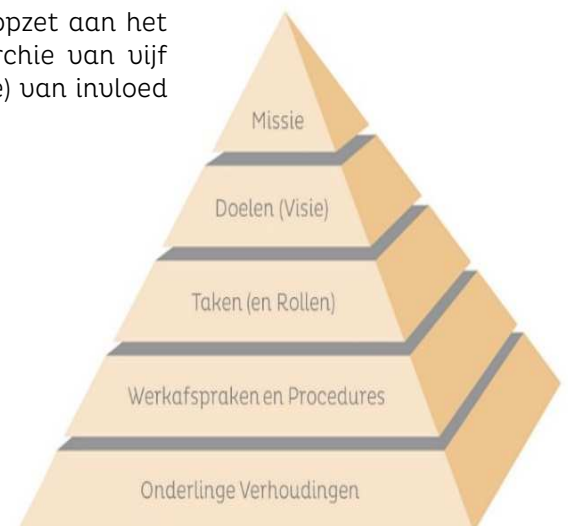 opzet aan het
rchie van vijf
e) van invloed
Missie
Doelen (Visie)
Taken (en Rollen)
Werkafspraken en Procedures
Onderlinge Verhoudingen